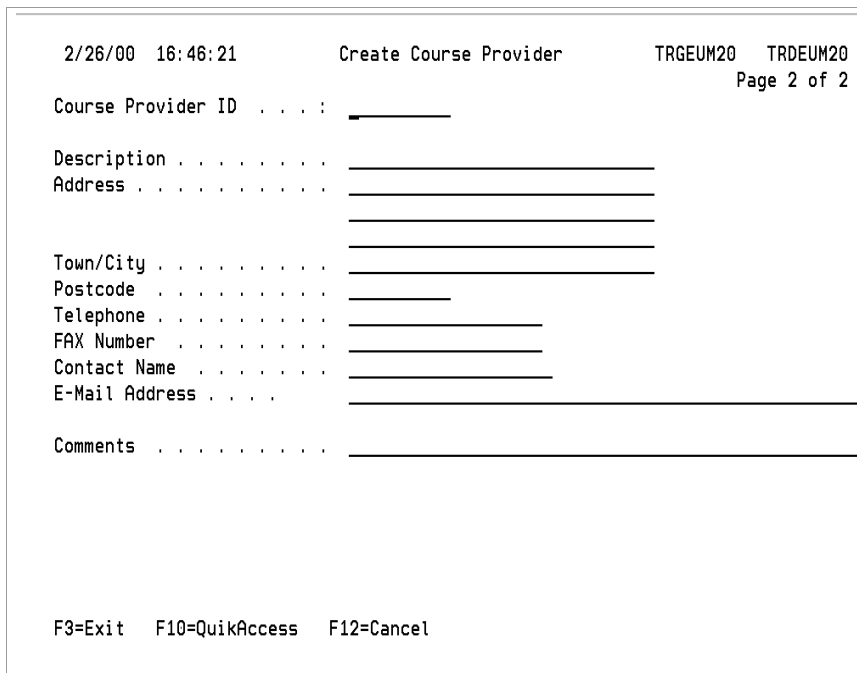 2/26/00 16:46:21 Create Course Provider TRGEUM20 TRDEUM20
Page 2 of 2
Course Provider ID . . . :
Description . . . . . . . .
Address . . . . . . . . . .
Town/City . . . . . . . . .
Postcode . . . . . . . . .
Telephone . . . . . . . . .
FAX Number . . . . . . . .
Contact Name . . . . . . .
E-Mail Address . . . .
Comments . . . . . . . . .
F3=Exit F10=QuikAccess F12=Cancel